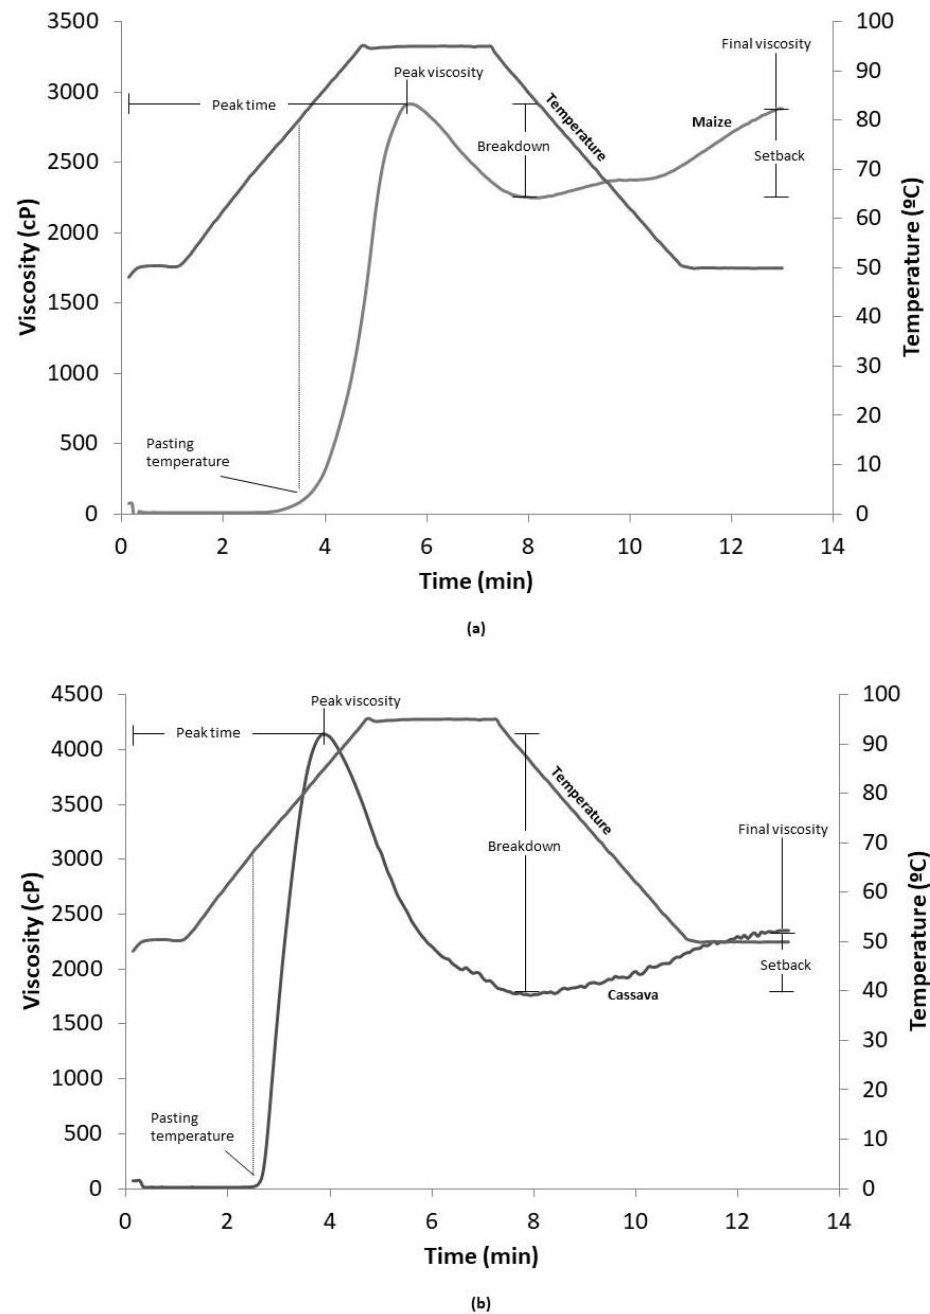 3500
3000
2500
2000
1500
1000
500
0
Viscosity (cP)
100
90
80
70
60
50
40
30
20
10
0
Temperature (ºC)
0 2 4 6 8 10 12 14
Time (min)
Peak time
Peak viscosity
Breakdown
Temperature
Maize
Final viscosity
Setback
Pasting
temperature
(a)
4500
4000
3500
3000
2500
2000
1500
1000
500
0
Viscosity (cP)
100
90
80
70
60
50
40
30
20
10
0
Temperature (ºC)
0 2 4 6 8 10 12 14
Time (min)
Peak time
Peak viscosity
Breakdown
Temperature
Cassava
Final viscosity
Setback
Pasting
temperature
(b)